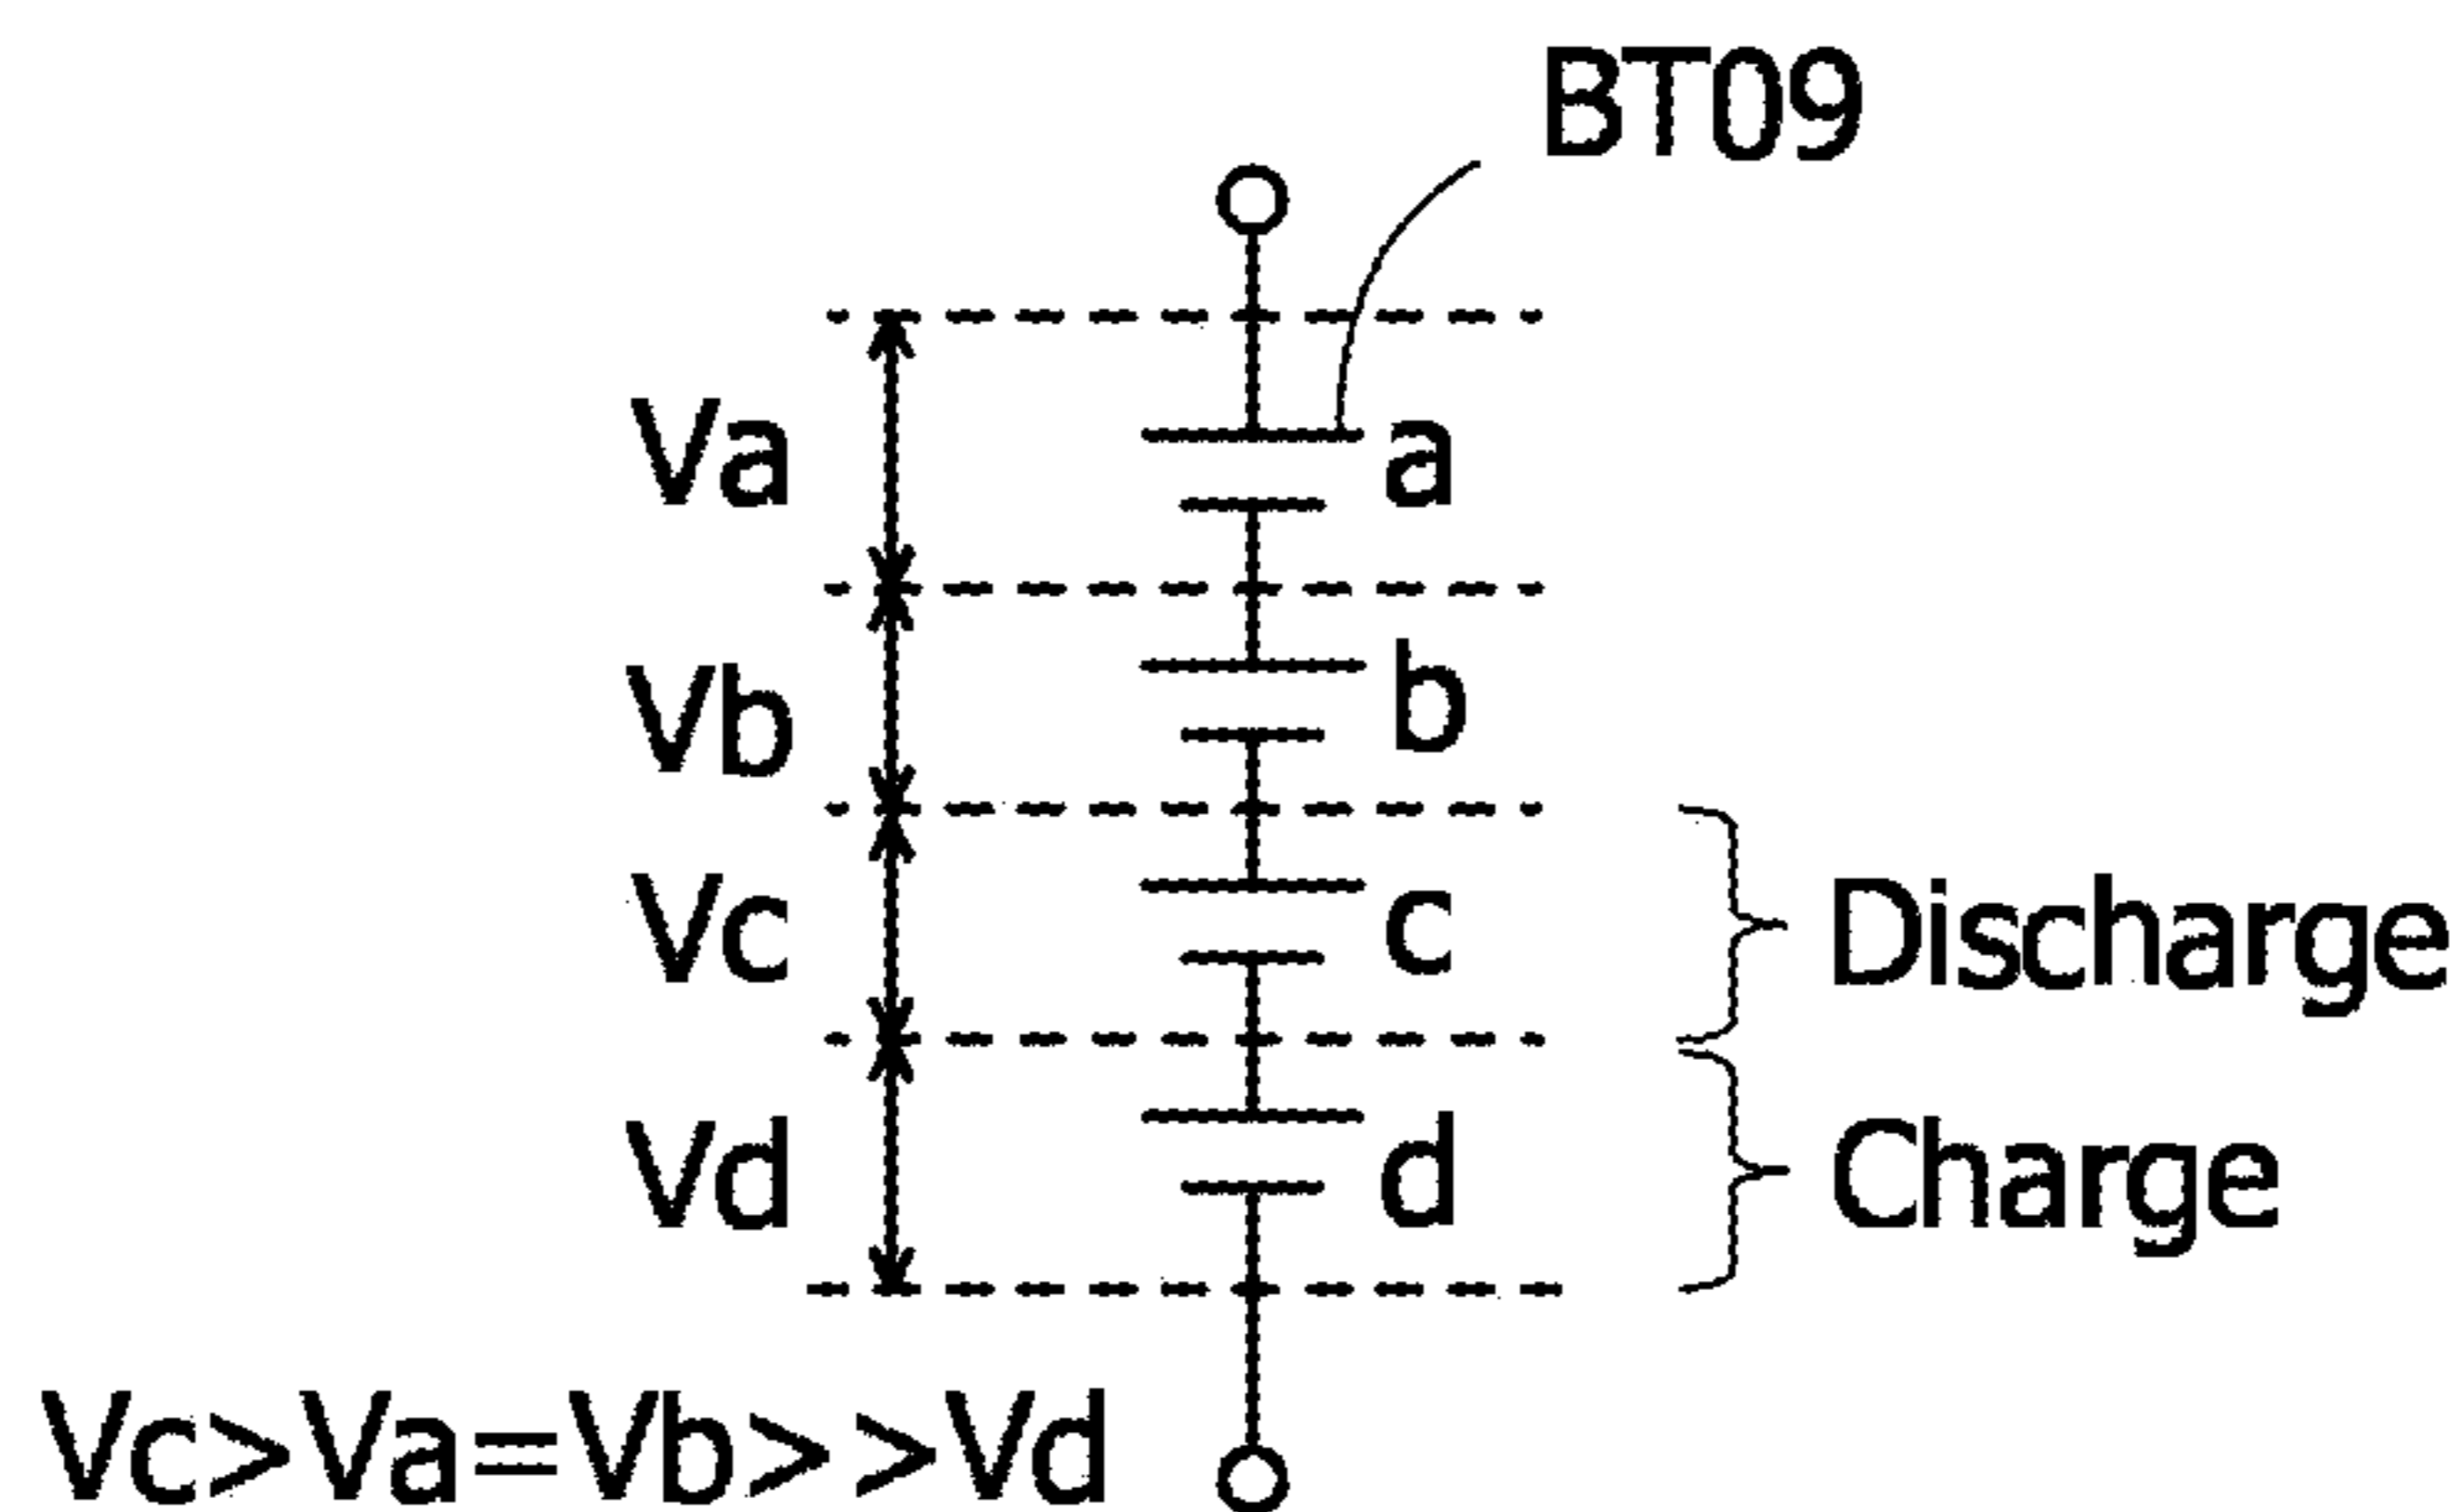 BT09
Va
a
Vb
b
Vc
c
Discharge
Vd
d
Charge
Vc>Va=Vb>>Vd